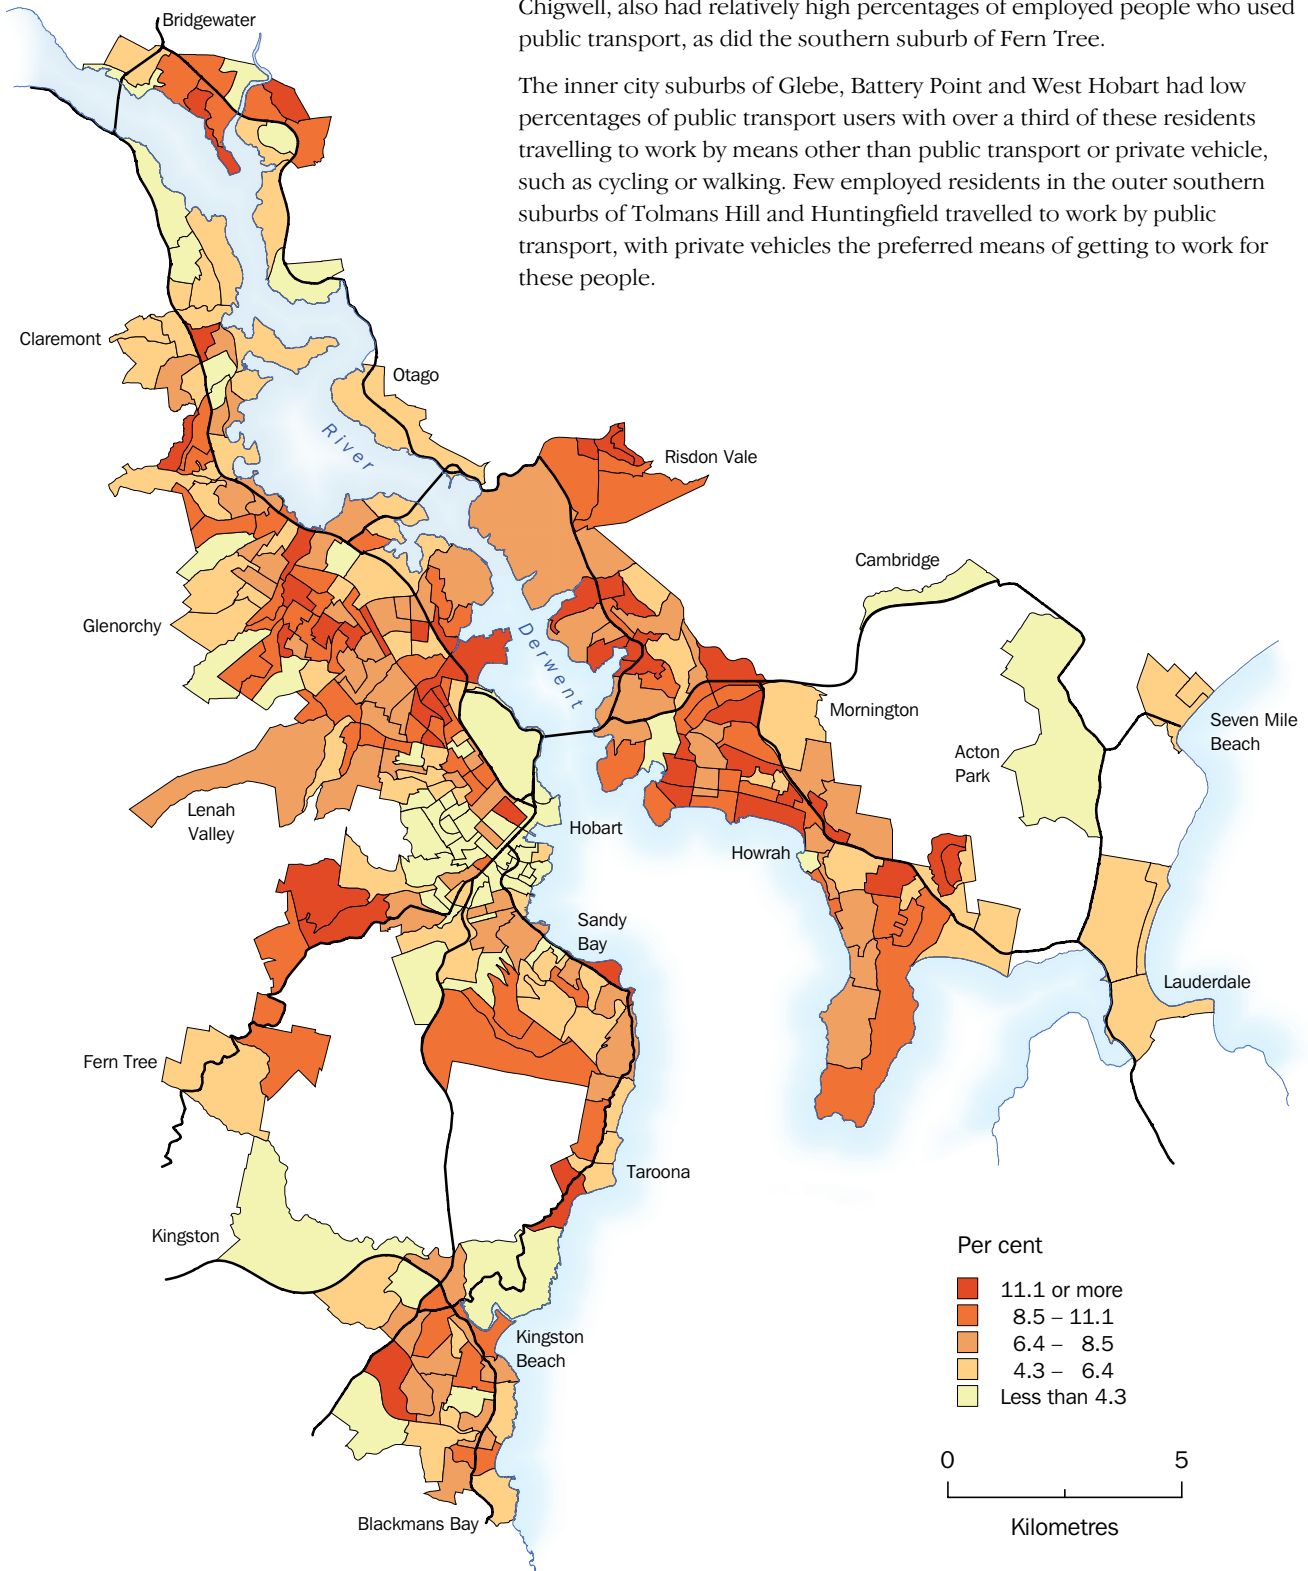 Chigwell, also had relatively high percentages of employed people who used
public transport, as did the southern suburb of Fern Tree.
The inner city suburbs of Glebe, Battery Point and West Hobart had low
percentages of public transport users with over a third of these residents
travelling to work by means other than public transport or private vehicle,
such as cycling or walking. Few employed residents in the outer southern
suburbs of Tolmans Hill and Huntingfield travelled to work by public
transport, with private vehicles the preferred means of getting to work for
these people.
Bridgewater
Claremont
Otago
River
Risdon Vale
Cambridge
Glenorchy
Derwent
Mornington
Seven Mile
Beach
Acton
Park
Lenah
Valley
Hobart
Howrah
Sandy
Bay
Lauderdale
Fern Tree
Taroona
Kingston
Kingston
Beach
Blackmans Bay
Per cent
11.1 or more
8.5 – 11.1
6.4 – 8.5
4.3 – 6.4
Less than 4.3
0 5
Kilometres